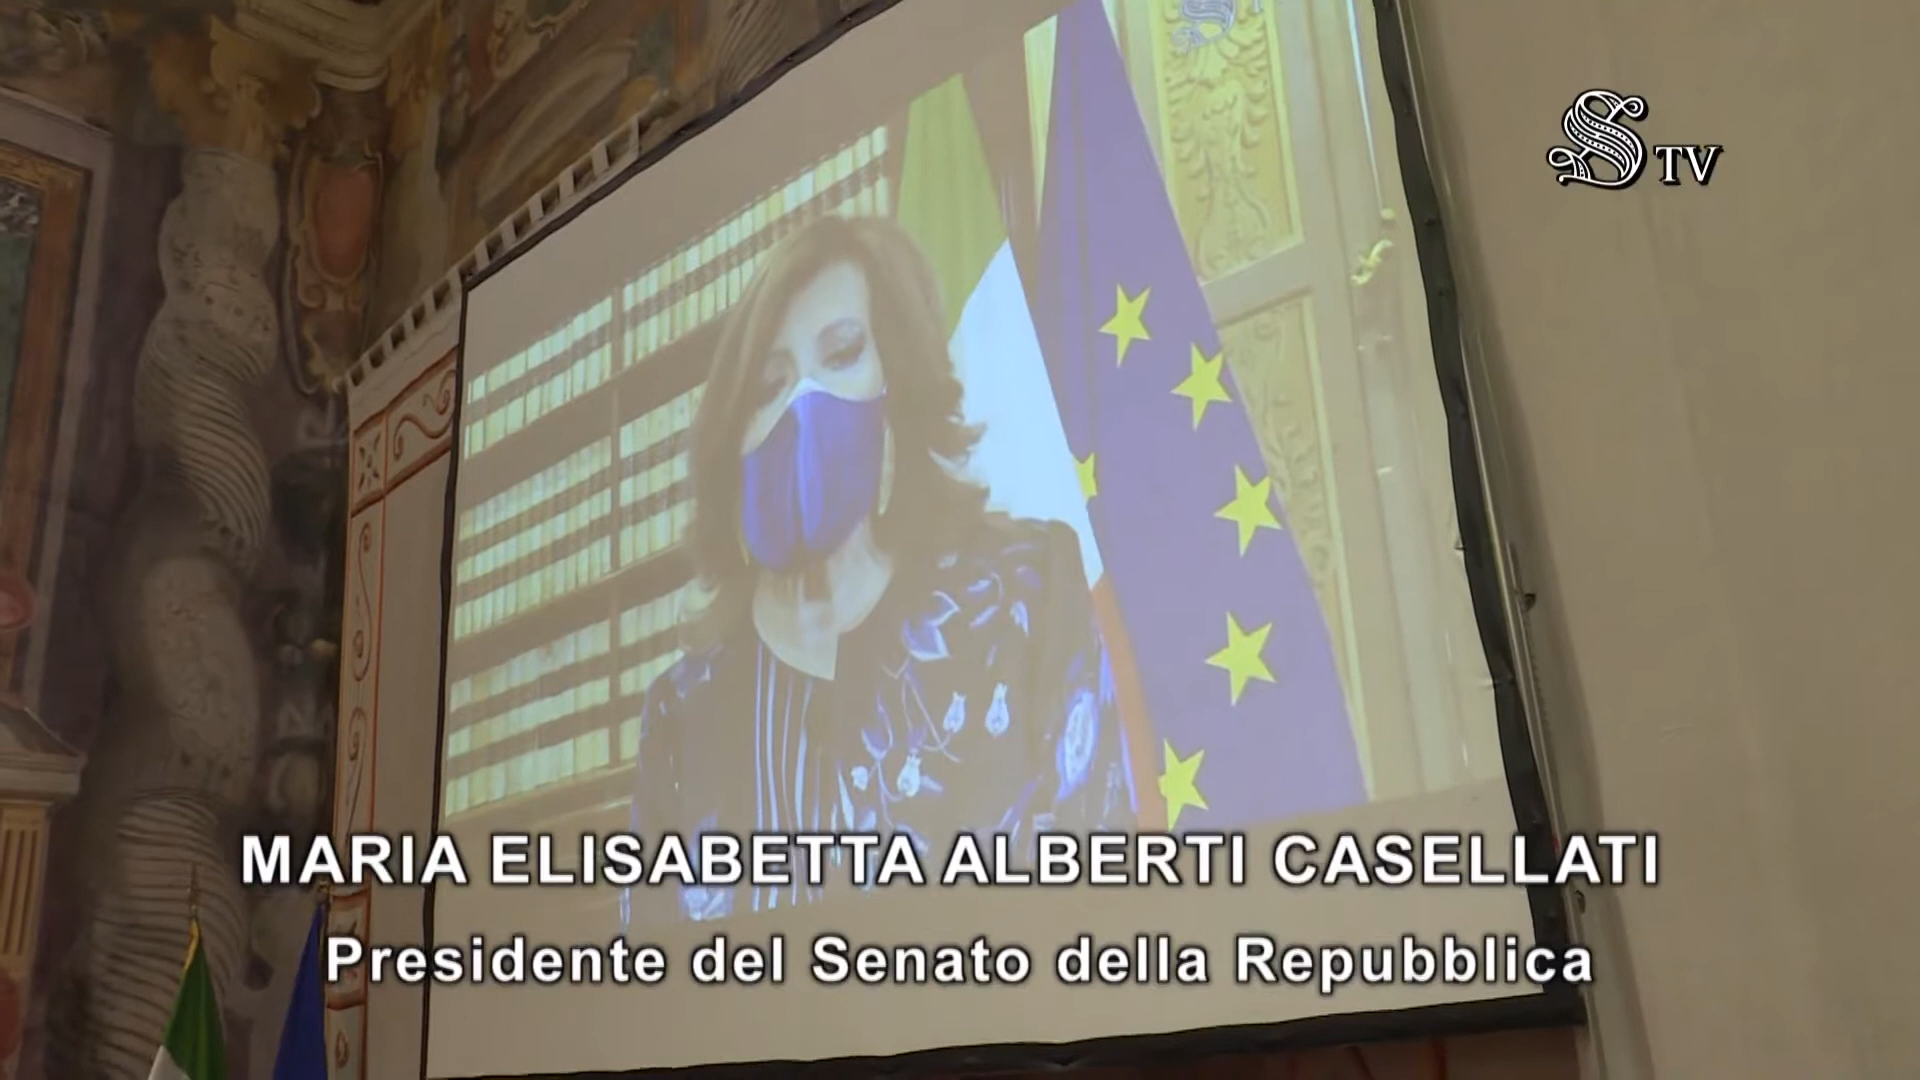 S TV
MARIA ELISABETTA ALBERTI CASELLATI
Presidente del Senato della Repubblica